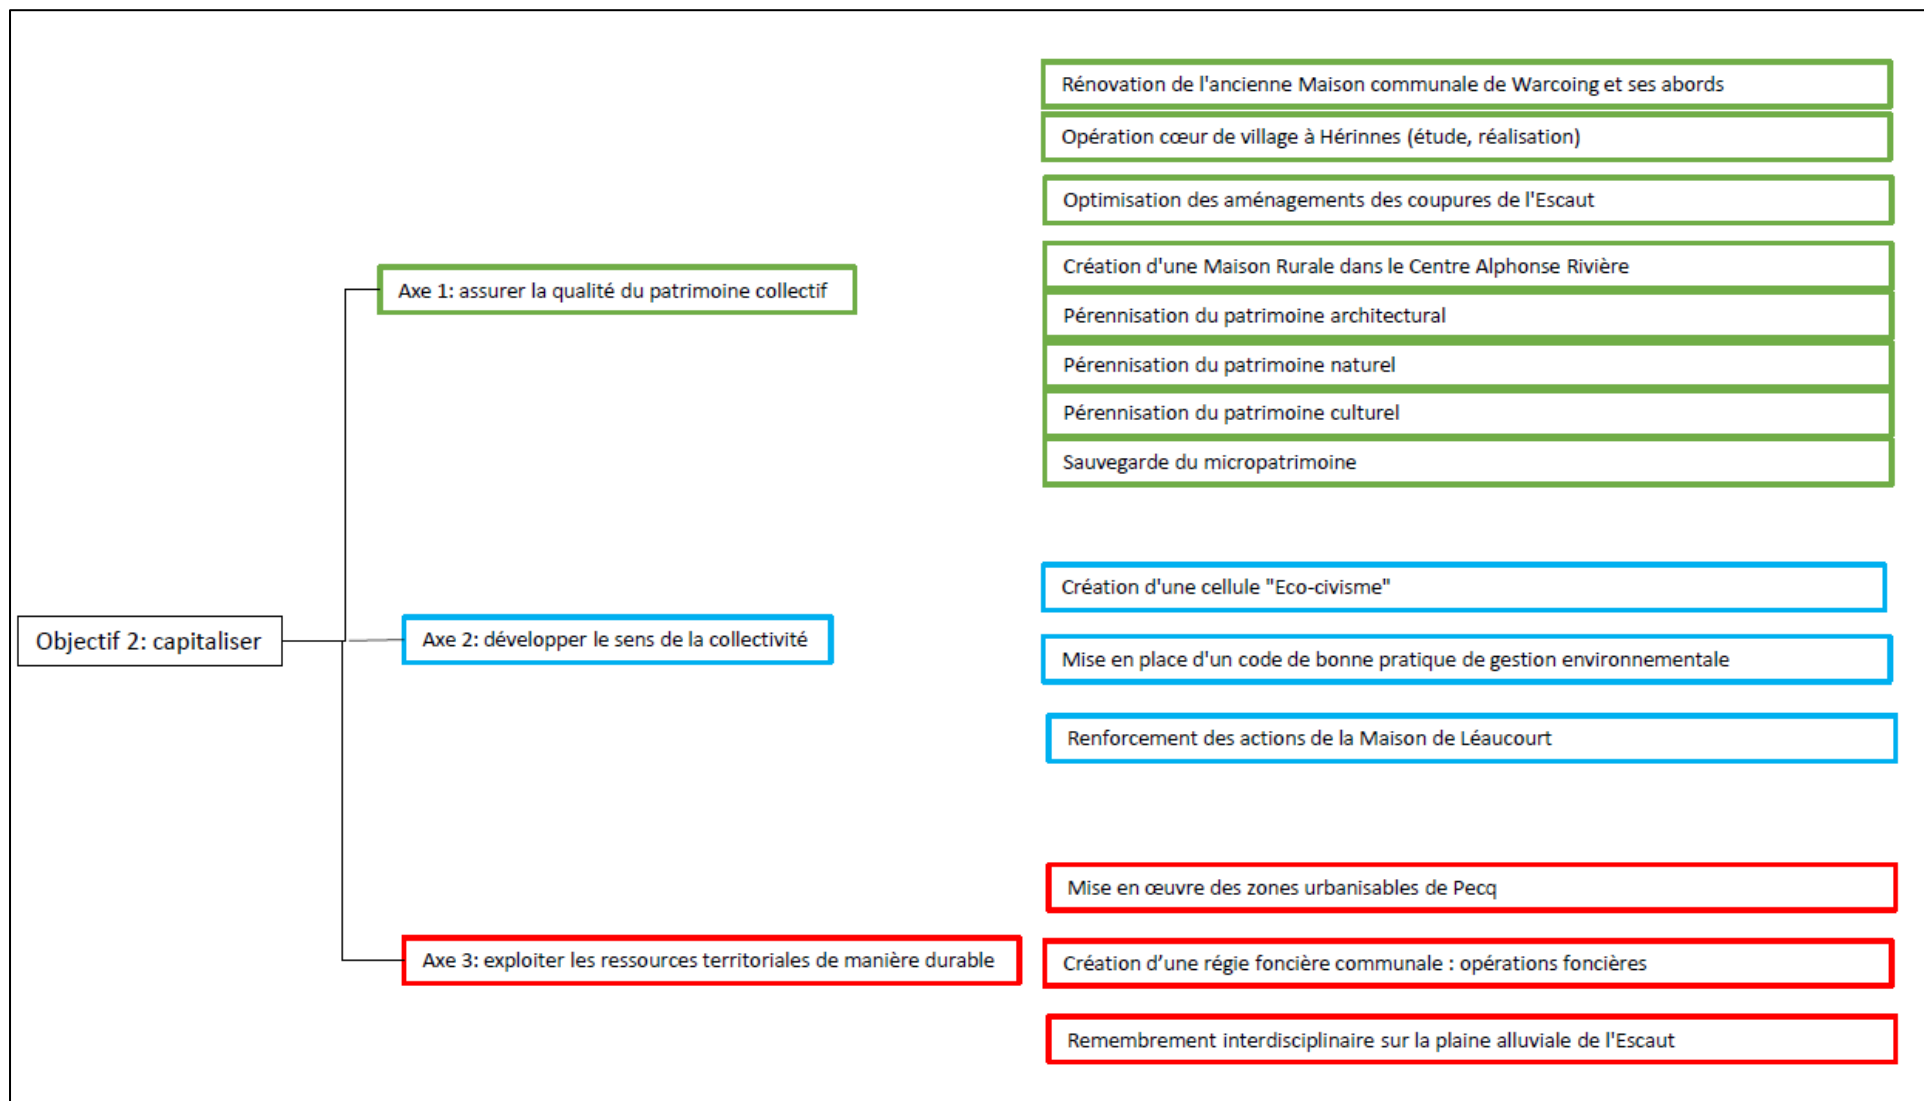 Objectif 2: capitaliser
Axe 1: assurer la qualité du patrimoine collectif
Rénovation de l'ancienne Maison communale de Warcoing et ses abords
Opération cœur de village à Hérinnes (étude, réalisation)
Optimisation des aménagements des coupures de l'Escaut
Création d'une Maison Rurale dans le Centre Alphonse Rivière
Pérennisation du patrimoine architectural
Pérennisation du patrimoine naturel
Pérennisation du patrimoine culturel
Sauvegarde du micropatrimoine
Axe 2: développer le sens de la collectivité
Création d'une cellule "Eco-civisme"
Mise en place d'un code de bonne pratique de gestion environnementale
Renforcement des actions de la Maison de Léaucourt
Axe 3: exploiter les ressources territoriales de manière durable
Mise en œuvre des zones urbanisables de Pecq
Création d’une régie foncière communale : opérations foncières
Remembrement interdisciplinaire sur la plaine alluviale de l'Escaut